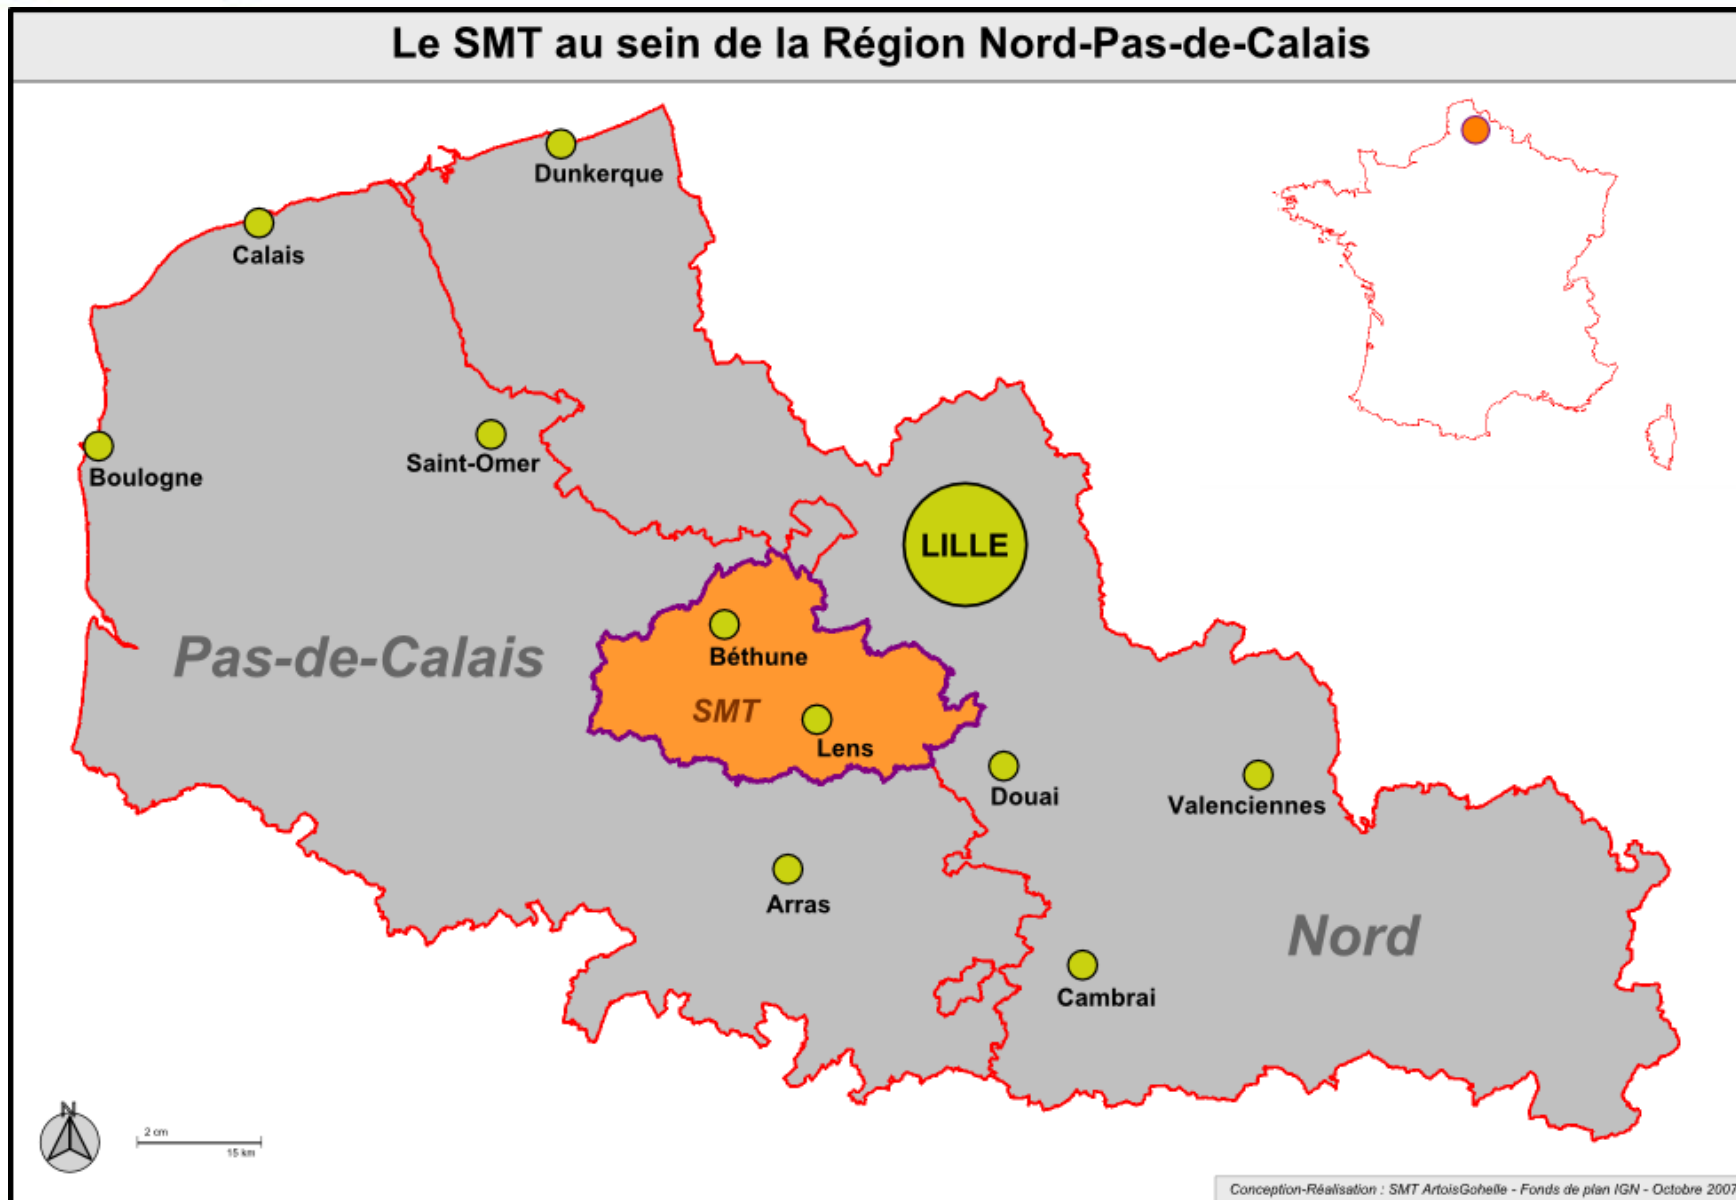 Le SMT au sein de la Région Nord-Pas-de-Calais
Dunkerque
Calais
Saint-Omer
Boulogne
LILLE
Pas-de-Calais
Béthune
SMT
Lens
Douai
Valenciennes
Arras
Nord
Cambrai
N
2 cm
15 km
Conception-Réalisation : SMT ArtoisGohelle - Fonds de plan IGN - Octobre 2007